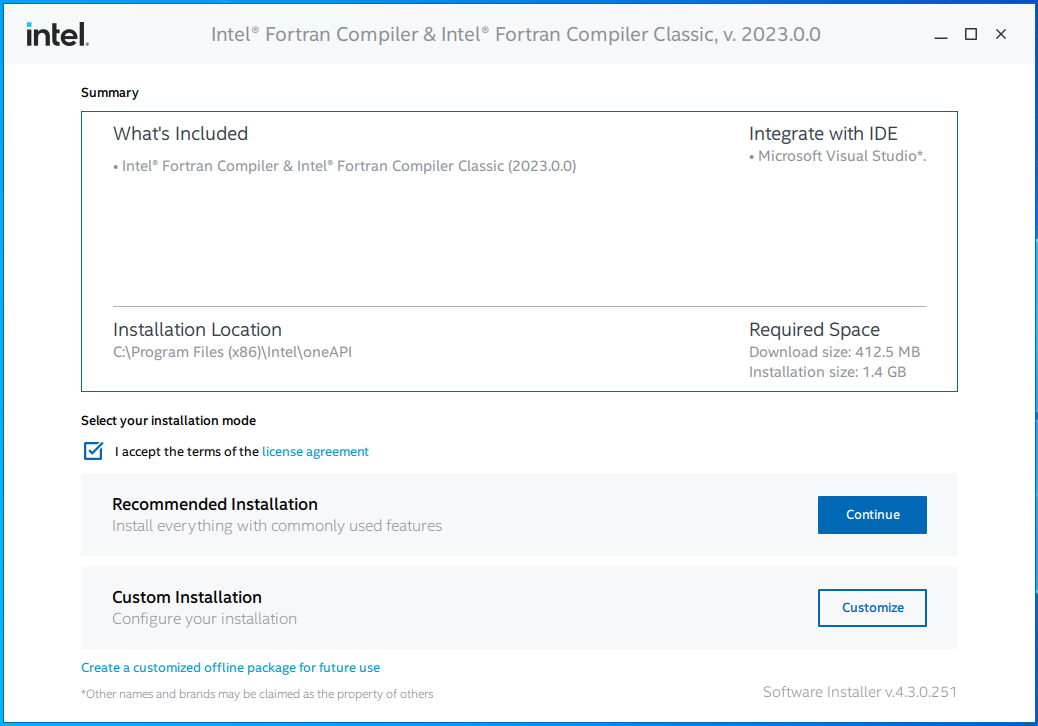 intel.
Intel® Fortran Compiler & Intel® Fortran Compiler Classic, v. 2023.0.0
Summary
What's Included
• Intel® Fortran Compiler & Intel® Fortran Compiler Classic (2023.0.0)
Integrate with IDE
• Microsoft Visual Studio*.
Installation Location
C:\Program Files (x86)\Intel\oneAPI
Required Space
Download size: 412.5 MB
Installation size: 1.4 GB
Select your installation mode
I accept the terms of the license agreement
Recommended Installation
Install everything with commonly used features
Continue
Custom Installation
Configure your installation
Customize
Create a customized offline package for future use
*Other names and brands may be claimed as the property of others
Software Installer v.4.3.0.251